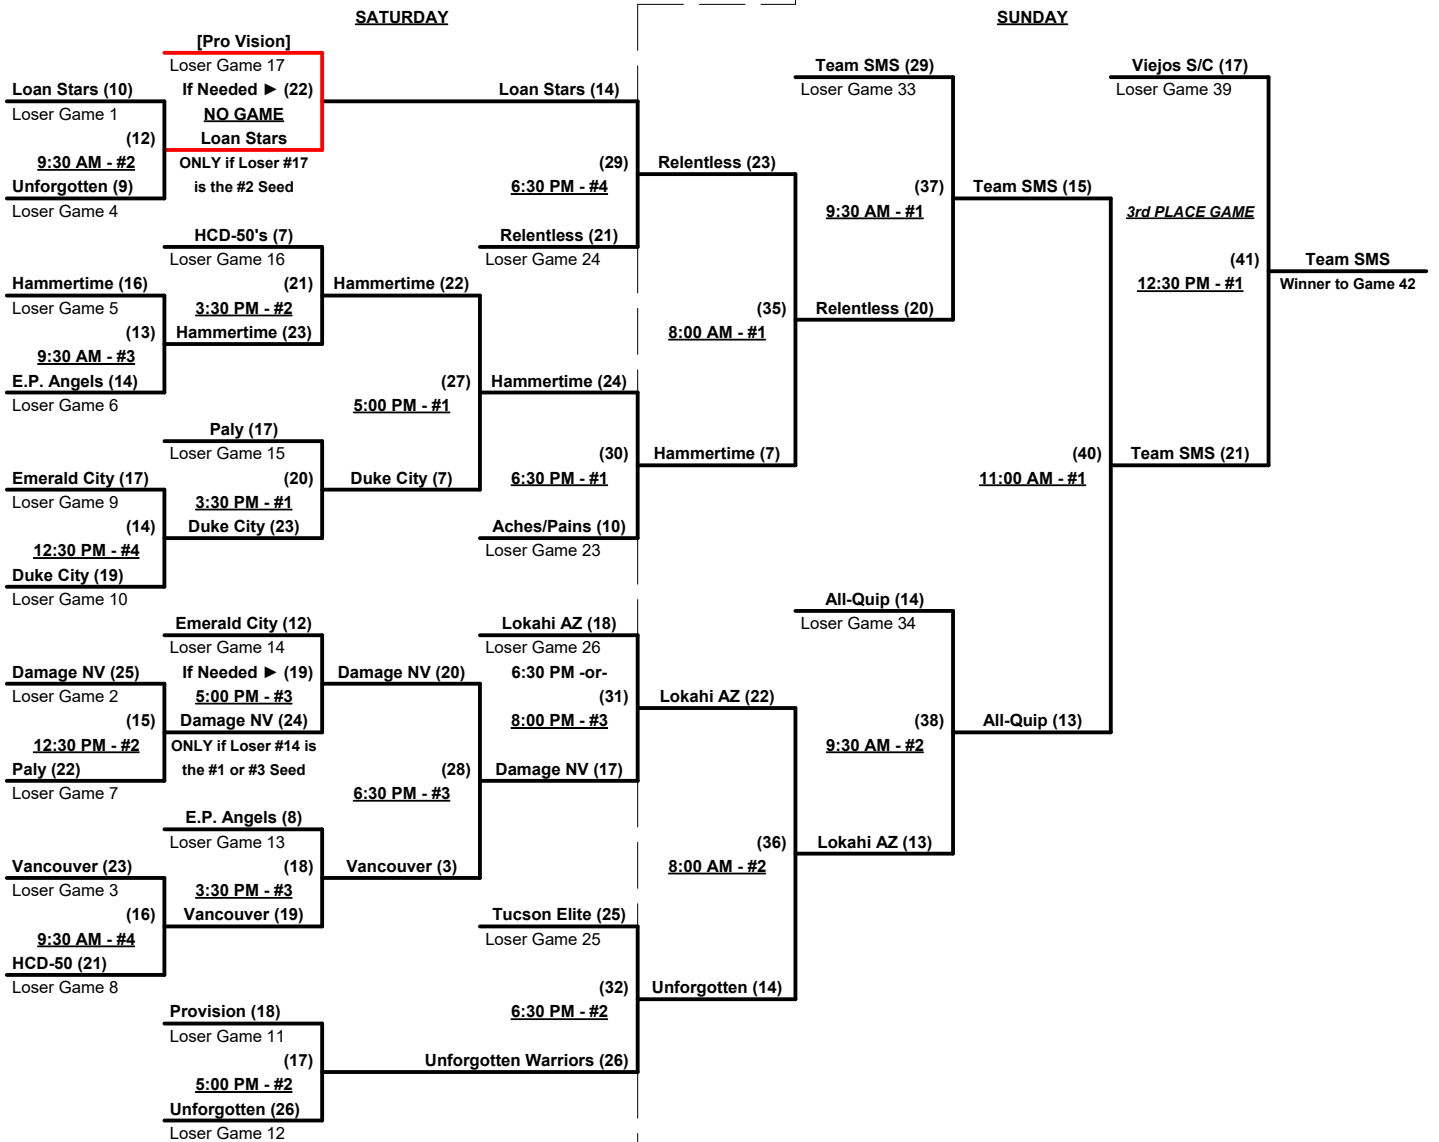 SATURDAY
SUNDAY
[Pro Vision]
Loser Game 17
If Needed ► (22)
NO GAME
Loan Stars
ONLY if Loser #17
is the #2 Seed
Loan Stars (10)
Loser Game 1
(12)
9:30 AM - #2
Unforgotten (9)
Loser Game 4
HCD-50's (7)
Loser Game 16
(21)
3:30 PM - #2
Hammertime (23)
Hammertime (16)
Loser Game 5
(13)
9:30 AM - #3
E.P. Angels (14)
Loser Game 6
Paly (17)
Loser Game 15
(20)
3:30 PM - #1
Duke City (23)
Emerald City (17)
Loser Game 9
(14)
12:30 PM - #4
Duke City (19)
Loser Game 10
Emerald City (12)
Loser Game 14
If Needed ► (19)
5:00 PM - #3
Damage NV (24)
ONLY if Loser #14 is
the #1 or #3 Seed
Damage NV (25)
Loser Game 2
(15)
12:30 PM - #2
Paly (22)
Loser Game 7
E.P. Angels (8)
Loser Game 13
(18)
3:30 PM - #3
Vancouver (19)
Vancouver (23)
Loser Game 3
(16)
9:30 AM - #4
HCD-50 (21)
Loser Game 8
Provision (18)
Loser Game 11
(17)
5:00 PM - #2
Unforgotten (26)
Loser Game 12
Hammertime (22)
(27)
5:00 PM - #1
Duke City (7)
Damage NV (20)
(28)
6:30 PM - #3
Vancouver (3)
Loan Stars (14)
(29)
6:30 PM - #4
Relentless (21)
Loser Game 24
Hammertime (24)
(30)
6:30 PM - #1
Aches/Pains (10)
Loser Game 23
Lokahi AZ (18)
Loser Game 26
6:30 PM -or-
(31)
8:00 PM - #3
Damage NV (17)
Tucson Elite (25)
Loser Game 25
(32)
6:30 PM - #2
Unforgotten Warriors (26)
Relentless (23)
(35)
8:00 AM - #1
Hammertime (7)
Lokahi AZ (22)
(36)
8:00 AM - #2
Unforgotten (14)
Team SMS (29)
Loser Game 33
(37)
9:30 AM - #1
Relentless (20)
All-Quip (14)
Loser Game 34
(38)
9:30 AM - #2
Lokahi AZ (13)
Team SMS (15)
(40)
11:00 AM - #1
All-Quip (13)
Viejos S/C (17)
Loser Game 39
3rd PLACE GAME
(41)
12:30 PM - #1
Team SMS (21)
Team SMS
Winner to Game 42